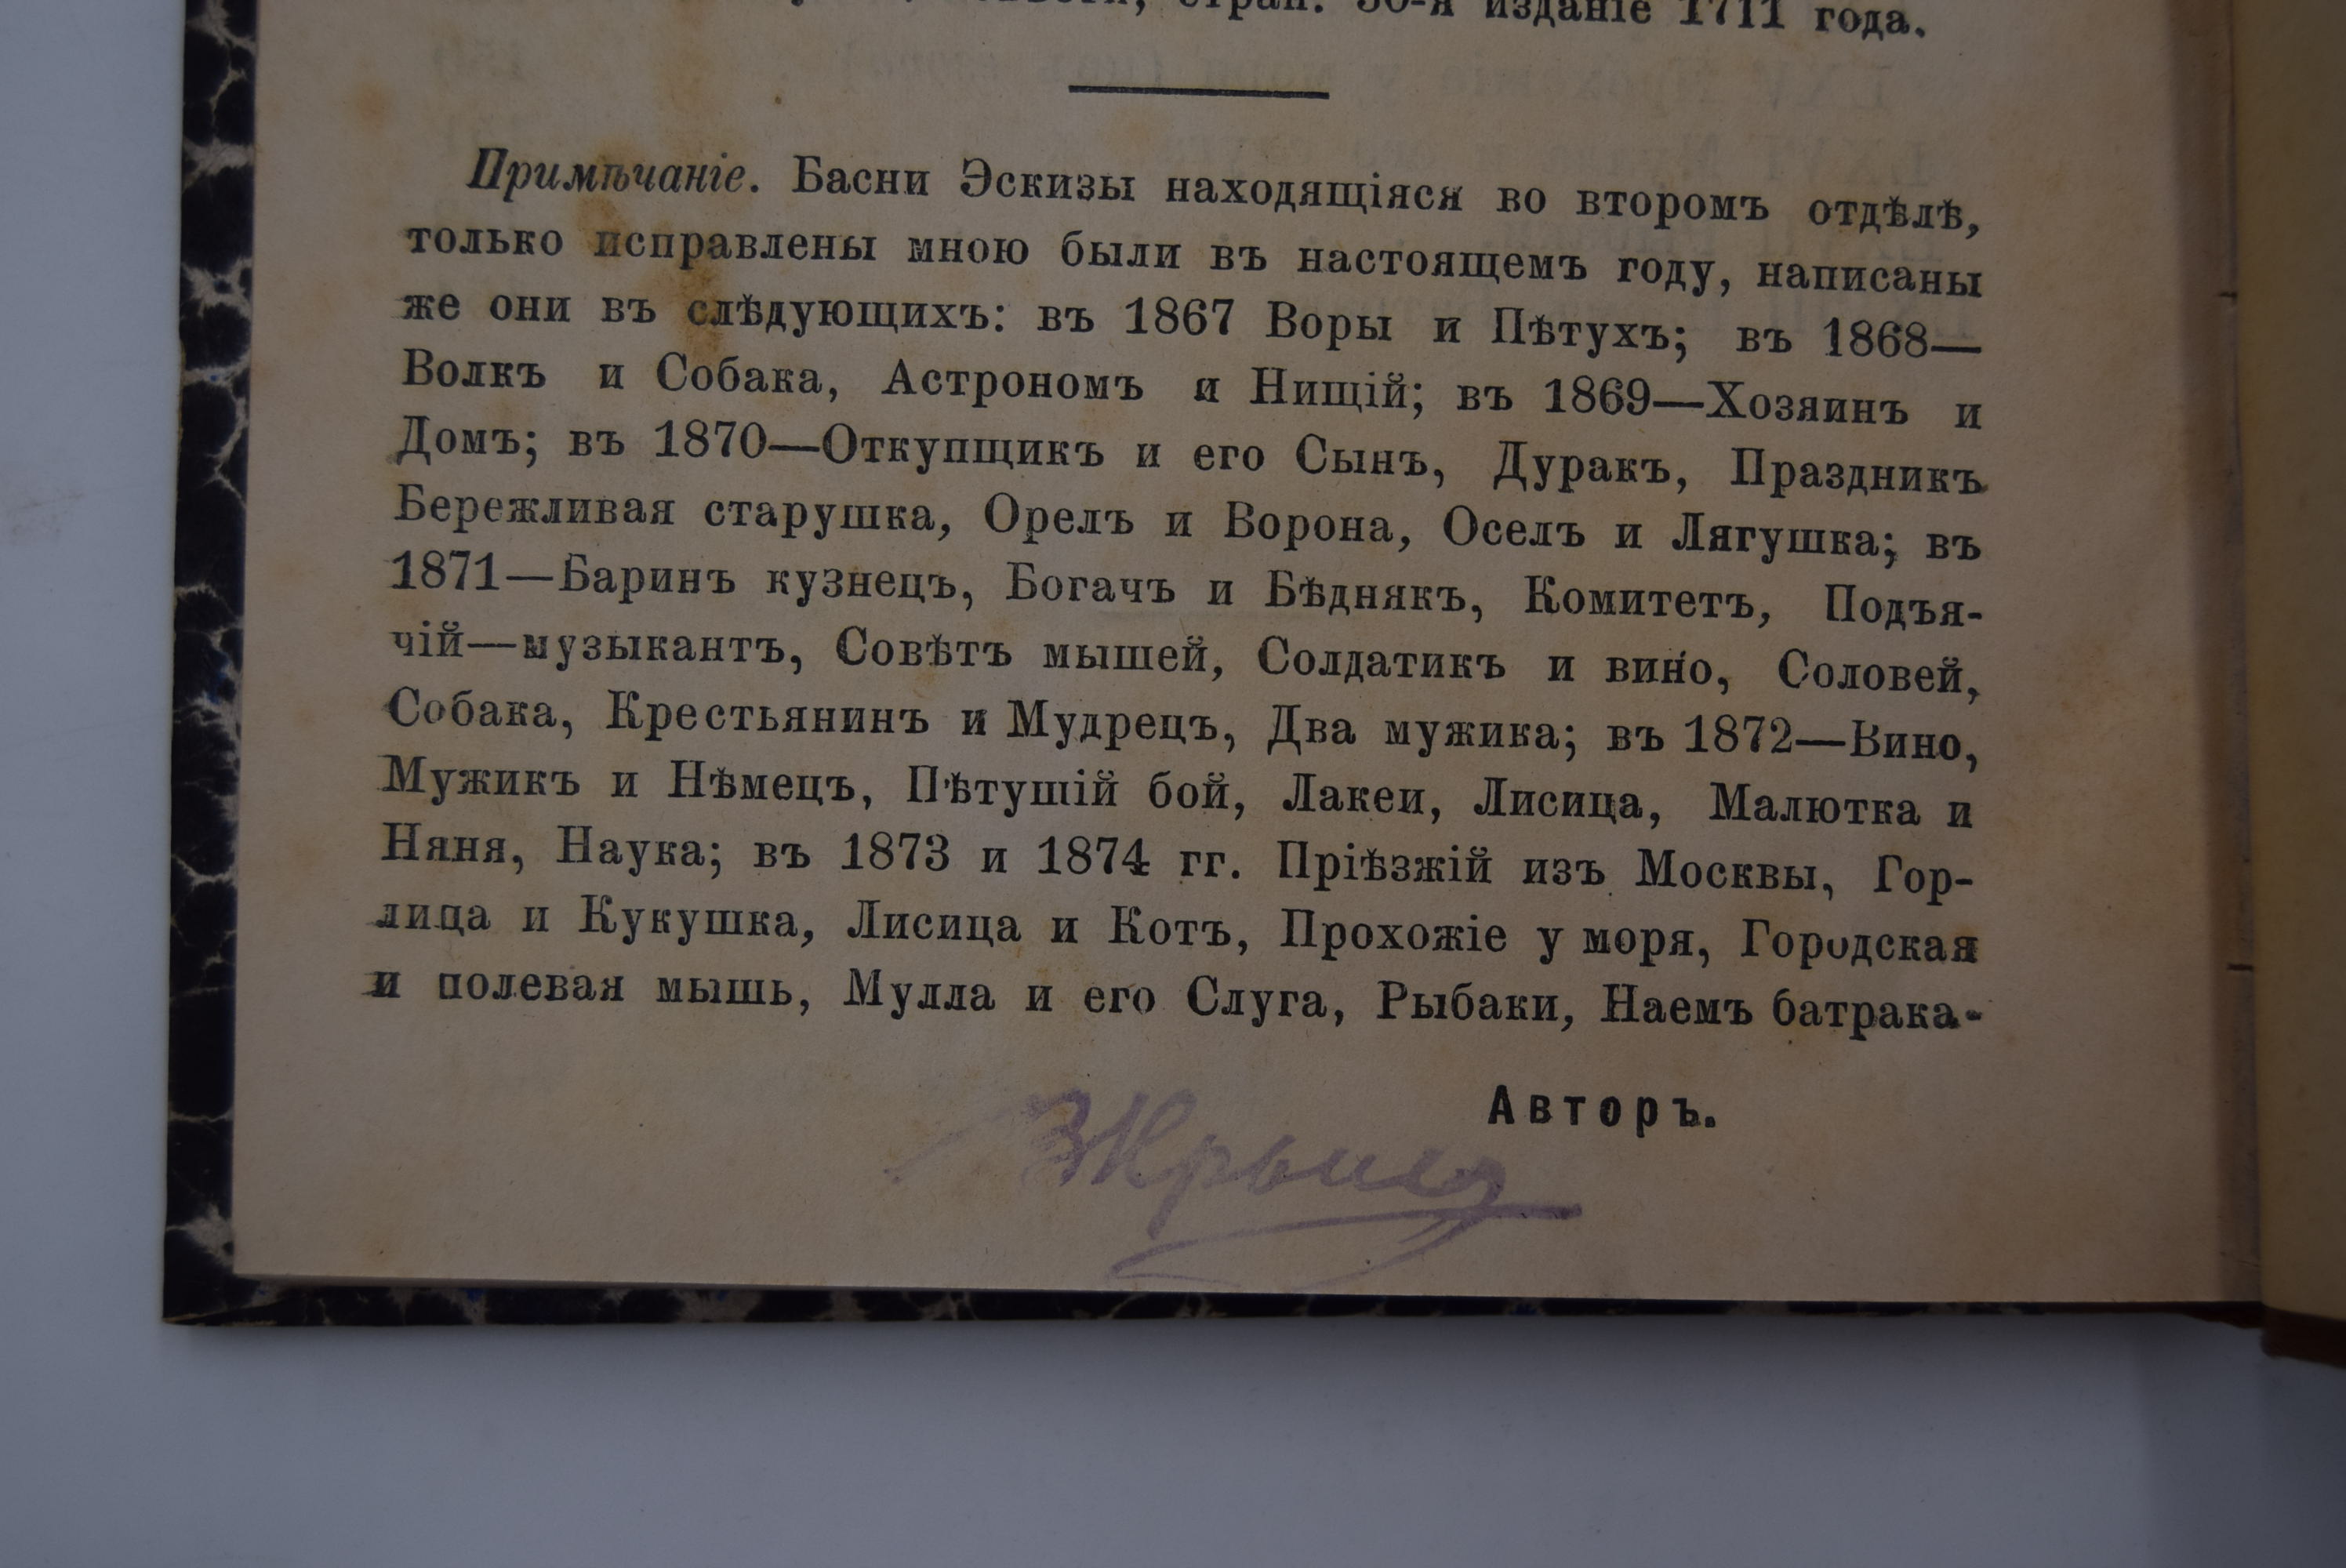 стран. 50-я изданіе 1711 года.
Примѣчаніе. Басни Эскизы находящіяся во второмъ отдѣлѣ,
только исправлены мною были въ настоящемъ году, написаны
же они въ слѣдующихъ: въ 1867 Воры и Пѣтухъ; въ 1868—
Волкъ и Собака, Астрономъ и Нищій; въ 1869—Хозяинъ и
Домъ; въ 1870—Откупщикъ и его Сынъ, Дуракъ, Праздникъ
Бережливая старушка, Орелъ и Ворона, Оселъ и Лягушка; въ
1871—Баринъ кузнецъ, Богачъ и Бѣднякъ, Комитетъ, Подъя-
чій—музыкантъ, Совѣтъ мышей, Солдатикъ и вино, Соловей,
Собака, Крестьянинъ и Мудрецъ, Два мужика; въ 1872—Вино,
Мужикъ и Нѣмецъ, Пѣтушій бой, Лакеи, Лисица, Малютка и
Няня, Наука; въ 1873 и 1874 гг. Пріѣзжій изъ Москвы, Гор-
лица и Кукушка, Лисица и Котъ, Прохожіе у моря, Городская
и полевая мышь, Мулла и его Слуга, Рыбаки, Наемъ батрака-
Авторъ.